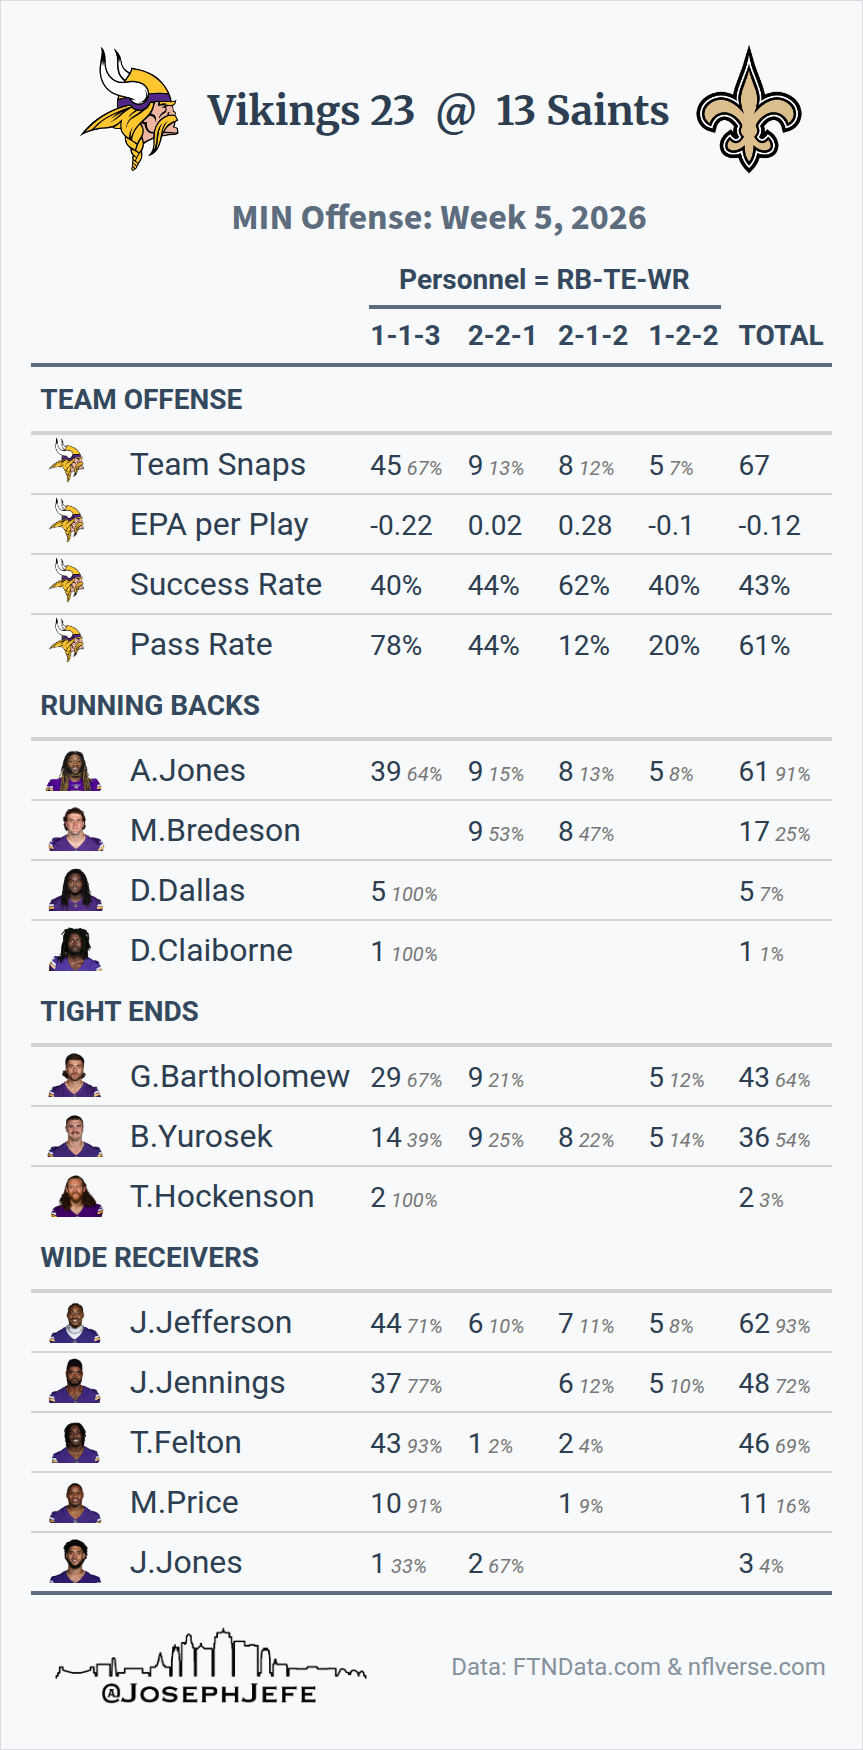 Vikings 23 @ 13 Saints
MIN Offense: Week 5, 2026
Personnel = RB-TE-WR
1-1-3 2-2-1 2-1-2 1-2-2 TOTAL
TEAM OFFENSE
Team Snaps 45 67% 9 13% 8 12% 5 7% 67
EPA per Play -0.22 0.02 0.28 -0.1 -0.12
Success Rate 40% 44% 62% 40% 43%
Pass Rate 78% 44% 12% 20% 61%
RUNNING BACKS
A.Jones 39 64% 9 15% 8 13% 5 8% 61 91%
M.Bredeson 9 53% 8 47% 17 25%
D.Dallas 5 100% 5 7%
D.Claiborne 1 100% 1 1%
TIGHT ENDS
G.Bartholomew 29 67% 9 21% 5 12% 43 64%
B.Yurosek 14 39% 9 25% 8 22% 5 14% 36 54%
T.Hockenson 2 100% 2 3%
WIDE RECEIVERS
J.Jefferson 44 71% 6 10% 7 11% 5 8% 62 93%
J.Jennings 37 77% 6 12% 5 10% 48 72%
T.Felton 43 93% 1 2% 2 4% 46 69%
M.Price 10 91% 1 9% 11 16%
J.Jones 1 33% 2 67% 3 4%
@JOSEPHJEFE
Data: FTNData.com & nflverse.com